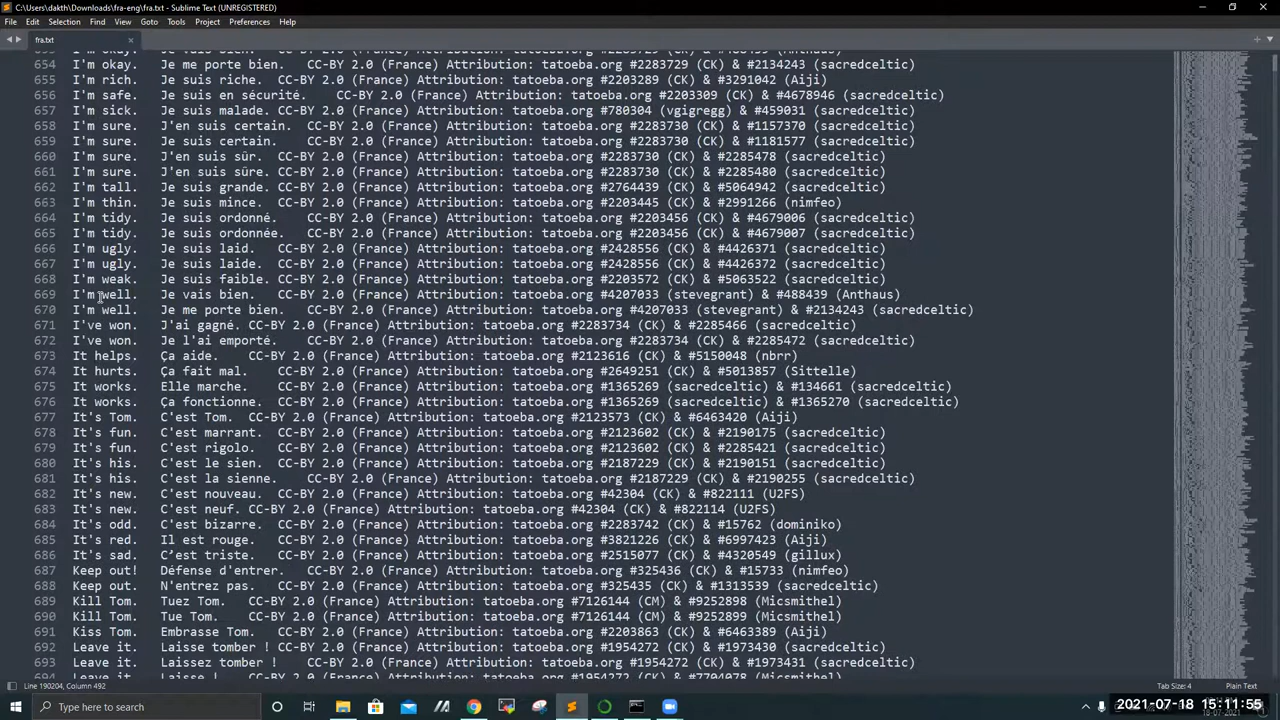 C:\Users\dakth\Downloads\fra-eng\fra.txt - Sublime Text (UNREGISTERED)
File Edit Selection Find View Goto Tools Project Preferences Help
fra.txt
654 I'm okay. Je me porte bien. CC-BY 2.0 (France) Attribution: tatoeba.org #2283729 (CK) & #2134243 (sacredceltic)
655 I'm rich. Je suis riche. CC-BY 2.0 (France) Attribution: tatoeba.org #2203289 (CK) & #3291042 (Aiji)
656 I'm safe. Je suis en sécurité. CC-BY 2.0 (France) Attribution: tatoeba.org #2203309 (CK) & #4678946 (sacredceltic)
657 I'm sick. Je suis malade. CC-BY 2.0 (France) Attribution: tatoeba.org #780304 (vgigregg) & #459031 (sacredceltic)
658 I'm sure. J'en suis certain. CC-BY 2.0 (France) Attribution: tatoeba.org #2283730 (CK) & #1157370 (sacredceltic)
659 I'm sure. Je suis certain. CC-BY 2.0 (France) Attribution: tatoeba.org #2283730 (CK) & #1181577 (sacredceltic)
660 I'm sure. J'en suis sûr. CC-BY 2.0 (France) Attribution: tatoeba.org #2283730 (CK) & #2285478 (sacredceltic)
661 I'm sure. J'en suis sûre. CC-BY 2.0 (France) Attribution: tatoeba.org #2283730 (CK) & #2285480 (sacredceltic)
662 I'm tall. Je suis grande. CC-BY 2.0 (France) Attribution: tatoeba.org #2764439 (CK) & #5064942 (sacredceltic)
663 I'm thin. Je suis mince. CC-BY 2.0 (France) Attribution: tatoeba.org #2203445 (CK) & #2991266 (nimfeo)
664 I'm tidy. Je suis ordonné. CC-BY 2.0 (France) Attribution: tatoeba.org #2203456 (CK) & #4679006 (sacredceltic)
665 I'm tidy. Je suis ordonnée. CC-BY 2.0 (France) Attribution: tatoeba.org #2203456 (CK) & #4679007 (sacredceltic)
666 I'm ugly. Je suis laid. CC-BY 2.0 (France) Attribution: tatoeba.org #2428556 (CK) & #4426371 (sacredceltic)
667 I'm ugly. Je suis laide. CC-BY 2.0 (France) Attribution: tatoeba.org #2428556 (CK) & #4426372 (sacredceltic)
668 I'm weak. Je suis faible. CC-BY 2.0 (France) Attribution: tatoeba.org #2203572 (CK) & #5063522 (sacredceltic)
669 I'm well. Je vais bien. CC-BY 2.0 (France) Attribution: tatoeba.org #4207033 (stevegrant) & #488439 (Anthaus)
670 I'm well. Je me porte bien. CC-BY 2.0 (France) Attribution: tatoeba.org #4207033 (stevegrant) & #2134243 (sacredceltic)
671 I've won. J'ai gagné. CC-BY 2.0 (France) Attribution: tatoeba.org #2283734 (CK) & #2285466 (sacredceltic)
672 I've won. Je l'ai emporté. CC-BY 2.0 (France) Attribution: tatoeba.org #2283734 (CK) & #2285472 (sacredceltic)
673 It helps. Ça aide. CC-BY 2.0 (France) Attribution: tatoeba.org #2123616 (CK) & #5150048 (nbrr)
674 It hurts. Ça fait mal. CC-BY 2.0 (France) Attribution: tatoeba.org #2649251 (CK) & #5013857 (Sittelle)
675 It works. Elle marche. CC-BY 2.0 (France) Attribution: tatoeba.org #1365269 (sacredceltic) & #134661 (sacredceltic)
676 It works. Ça fonctionne. CC-BY 2.0 (France) Attribution: tatoeba.org #1365269 (sacredceltic) & #1365270 (sacredceltic)
677 It's Tom. C'est Tom. CC-BY 2.0 (France) Attribution: tatoeba.org #2123573 (CK) & #6463420 (Aiji)
678 It's fun. C'est marrant. CC-BY 2.0 (France) Attribution: tatoeba.org #2123602 (CK) & #2190175 (sacredceltic)
679 It's fun. C'est rigolo. CC-BY 2.0 (France) Attribution: tatoeba.org #2123602 (CK) & #2285421 (sacredceltic)
680 It's his. C'est le sien. CC-BY 2.0 (France) Attribution: tatoeba.org #2187229 (CK) & #2190151 (sacredceltic)
681 It's his. C'est la sienne. CC-BY 2.0 (France) Attribution: tatoeba.org #2187229 (CK) & #2190255 (sacredceltic)
682 It's new. C'est nouveau. CC-BY 2.0 (France) Attribution: tatoeba.org #42304 (CK) & #822111 (U2FS)
683 It's new. C'est neuf. CC-BY 2.0 (France) Attribution: tatoeba.org #42304 (CK) & #822114 (U2FS)
684 It's odd. C'est bizarre. CC-BY 2.0 (France) Attribution: tatoeba.org #2283742 (CK) & #15762 (dominiko)
685 It's red. Il est rouge. CC-BY 2.0 (France) Attribution: tatoeba.org #3821226 (CK) & #6997423 (Aiji)
686 It's sad. C’est triste. CC-BY 2.0 (France) Attribution: tatoeba.org #2515077 (CK) & #4320549 (gillux)
687 Keep out! Défense d'entrer. CC-BY 2.0 (France) Attribution: tatoeba.org #325436 (CK) & #15733 (nimfeo)
688 Keep out. N'entrez pas. CC-BY 2.0 (France) Attribution: tatoeba.org #325435 (CK) & #1313539 (sacredceltic)
689 Kill Tom. Tuez Tom. CC-BY 2.0 (France) Attribution: tatoeba.org #7126144 (CM) & #9252898 (Micsmithel)
690 Kill Tom. Tue Tom. CC-BY 2.0 (France) Attribution: tatoeba.org #7126144 (CM) & #9252899 (Micsmithel)
691 Kiss Tom. Embrasse Tom. CC-BY 2.0 (France) Attribution: tatoeba.org #2203863 (CK) & #6463389 (Aiji)
692 Leave it. Laisse tomber ! CC-BY 2.0 (France) Attribution: tatoeba.org #1954272 (CK) & #1973430 (sacredceltic)
693 Leave it. Laissez tomber ! CC-BY 2.0 (France) Attribution: tatoeba.org #1954272 (CK) & #1973431 (sacredceltic)
Line 190204, Column 492 Tab Size: 4 Plain Text
Type here to search
2021-07-18 15:11:55